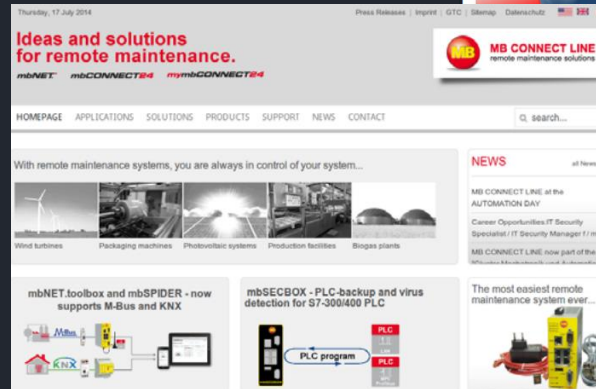 Thursday, 17 July 2014
Press Releases | Imprint | GTC | Sitemap Datenschutz
Ideas and solutions
for remote maintenance.
mbNET. mbCONNECT24 mymbCONNECT24
MB
MB CONNECT LINE
remote maintenance solutions
HOMEPAGE APPLICATIONS SOLUTIONS PRODUCTS SUPPORT NEWS CONTACT
search...
With remote maintenance systems, you are always in control of your system...
Wind turbines Packaging machines Photovoltaic systems Production facilities Biogas plants
NEWS
all News
MB CONNECT LINE at the
AUTOMATION DAY
Career Opportunities:IT Security
Specialist / IT Security Manager f / m
MB CONNECT LINE now part of the
mbNET.toolbox and mbSPIDER - now
supports M-Bus and KNX
M-Bus
KNX
mbSECBOX - PLC-backup and virus
detection for S7-300/400 PLC
PLC program
PLC
PLC
The most easiest remote
maintenance system ever...